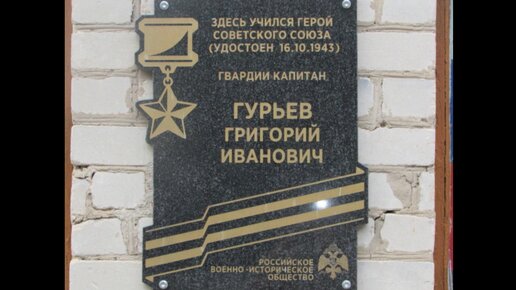 ЗДЕСЬ УЧИЛСЯ ГЕРОЙ
СОВЕТСКОГО СОЮЗА
(УДОСТОЕН 16.10.1943)
ГВАРДИИ КАПИТАН
ГУРЬЕВ
ГРИГОРИЙ
ИВАНОВИЧ
РОССИЙСКОЕ
ВОЕННО-ИСТОРИЧЕСКОЕ
ОБЩЕСТВО